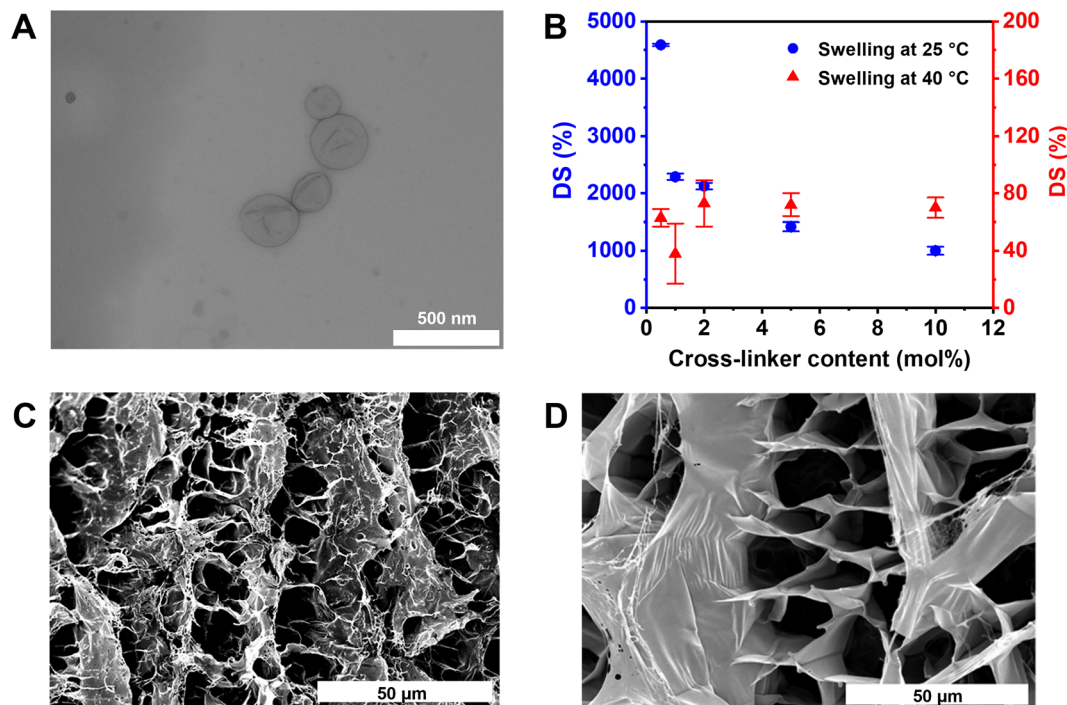 A
500 nm
B
5000
4000
3000
2000
1000
0
DS (%)
Swelling at 25 °C
Swelling at 40 °C
200
160
120
80
40
0
DS (%)
0 2 4 6 8 10 12
Cross-linker content (mol%)
C
50 µm
D
50 µm